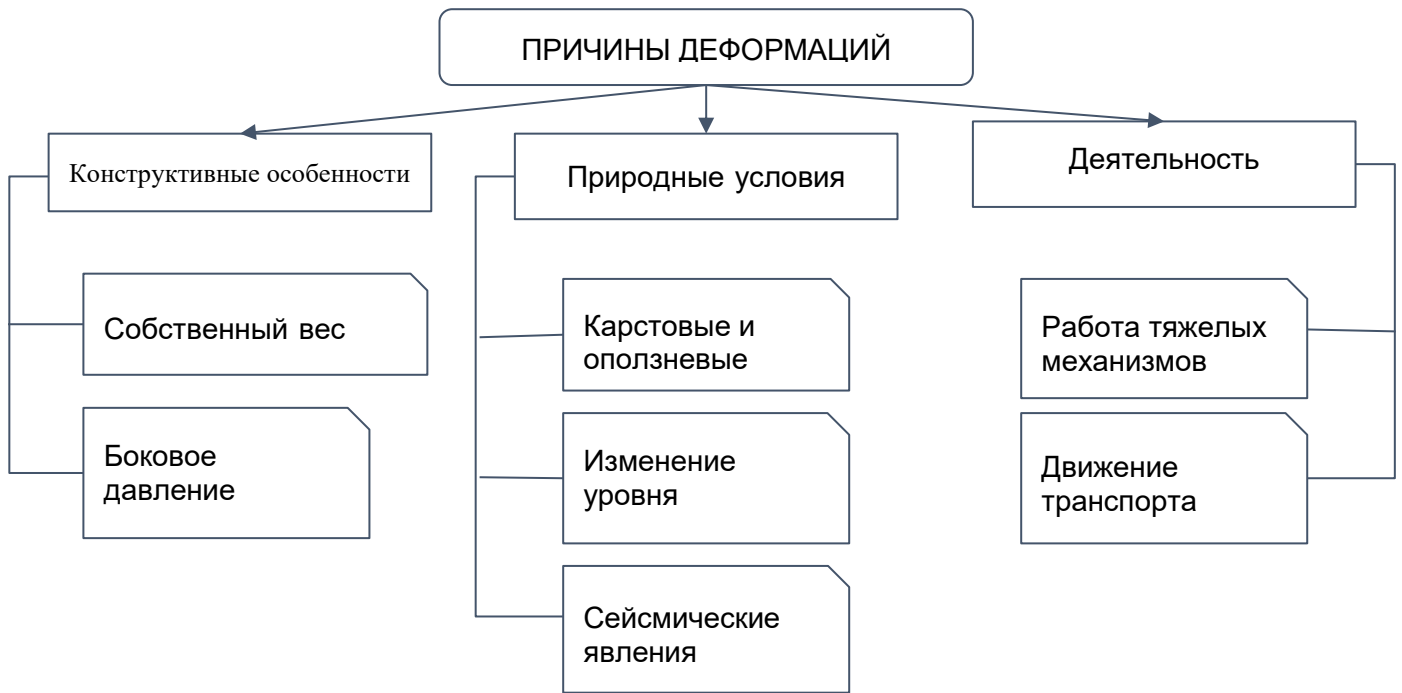 ПРИЧИНЫ ДЕФОРМАЦИЙ
Конструктивные особенности
Природные условия
Деятельность
Собственный вес
Боковое
давление
Карстовые и
оползневые
Изменение
уровня
Сейсмические
явления
Работа тяжелых
механизмов
Движение
транспорта